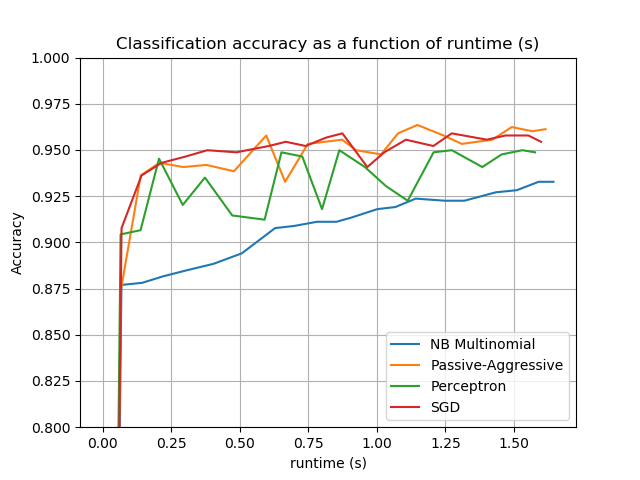 Classification accuracy as a function of runtime (s)
1.000
0.975
0.950
0.925
0.900
0.875
0.850
0.825
0.800
Accuracy
NB Multinomial
Passive-Aggressive
Perceptron
SGD
0.00 0.25 0.50 0.75 1.00 1.25 1.50
runtime (s)